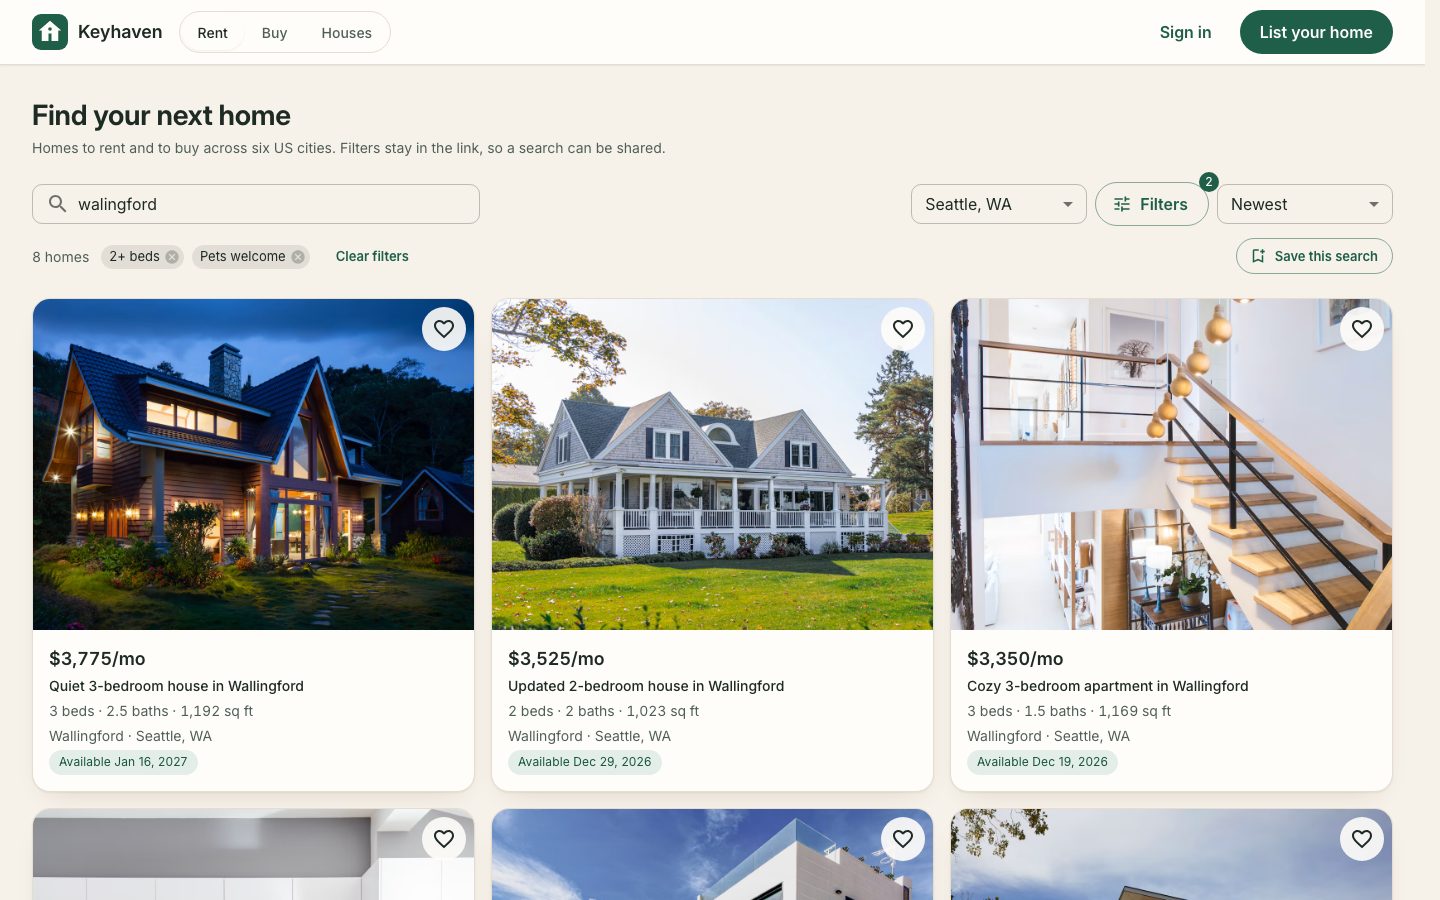 Keyhaven
Rent Buy Houses
Sign in
List your home
Find your next home
Homes to rent and to buy across six US cities. Filters stay in the link, so a search can be shared.
walingford
Seattle, WA
Filters
2
Newest
8 homes
2+ beds
Pets welcome
Clear filters
Save this search
$3,775/mo
Quiet 3-bedroom house in Wallingford
3 beds · 2.5 baths · 1,192 sq ft
Wallingford · Seattle, WA
Available Jan 16, 2027
$3,525/mo
Updated 2-bedroom house in Wallingford
2 beds · 2 baths · 1,023 sq ft
Wallingford · Seattle, WA
Available Dec 29, 2026
$3,350/mo
Cozy 3-bedroom apartment in Wallingford
3 beds · 1.5 baths · 1,169 sq ft
Wallingford · Seattle, WA
Available Dec 19, 2026